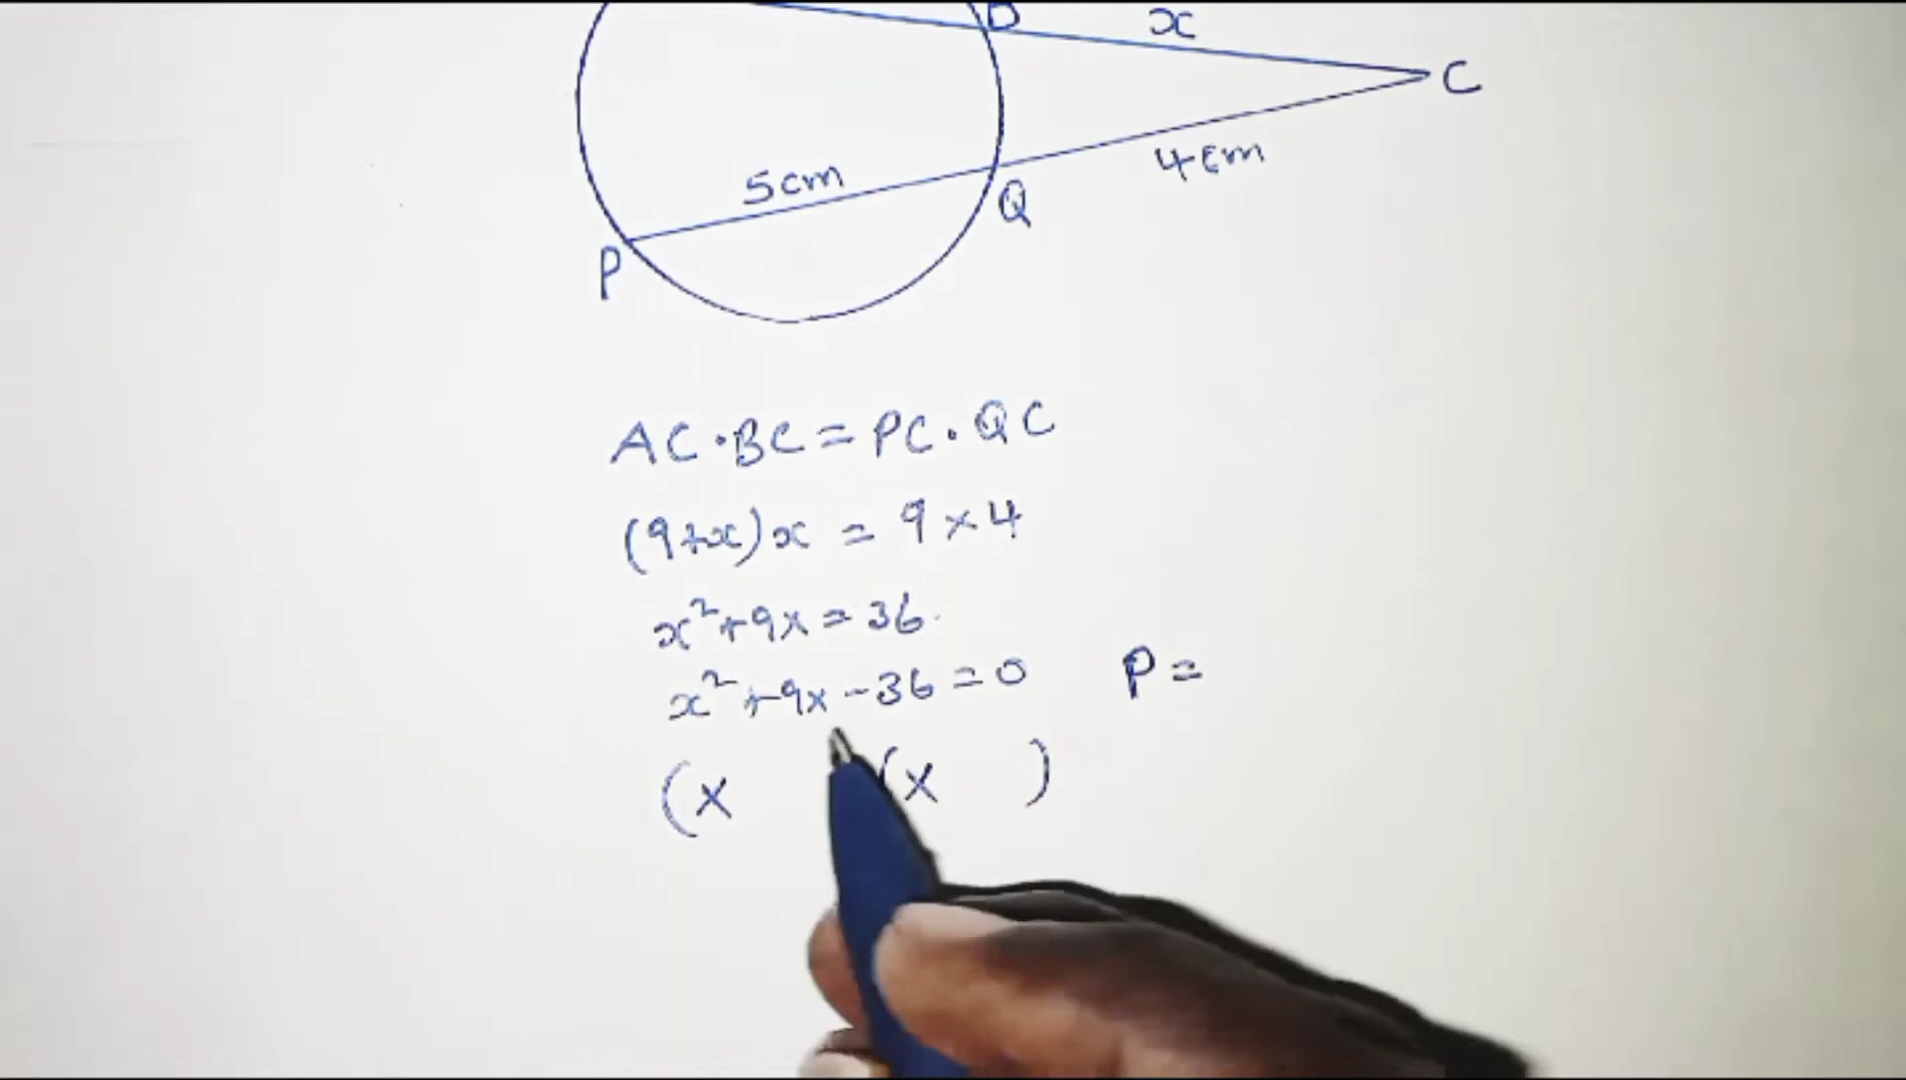 x
C
5cm
4cm
Q
P
AC·BC=PC·QC
(9+x)x = 9×4
x²+9x=36
x²+9x-36=0 P=
(x (x )